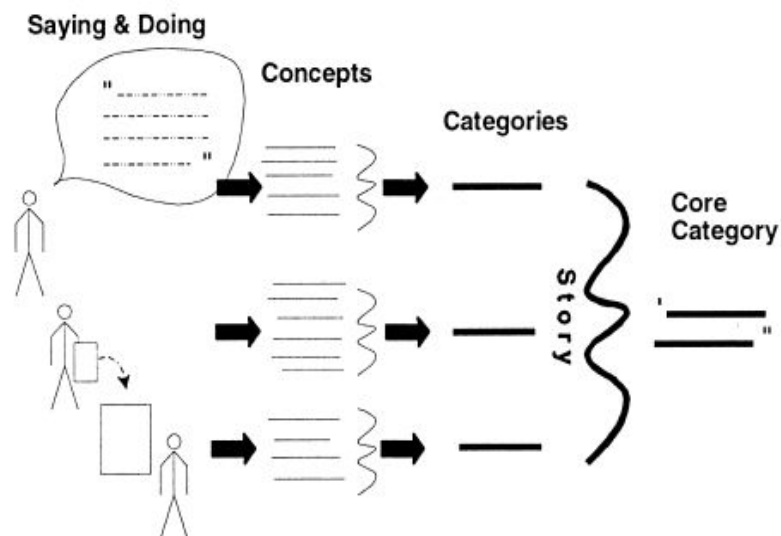 Saying & Doing
Concepts
Categories
Core
Category
Story